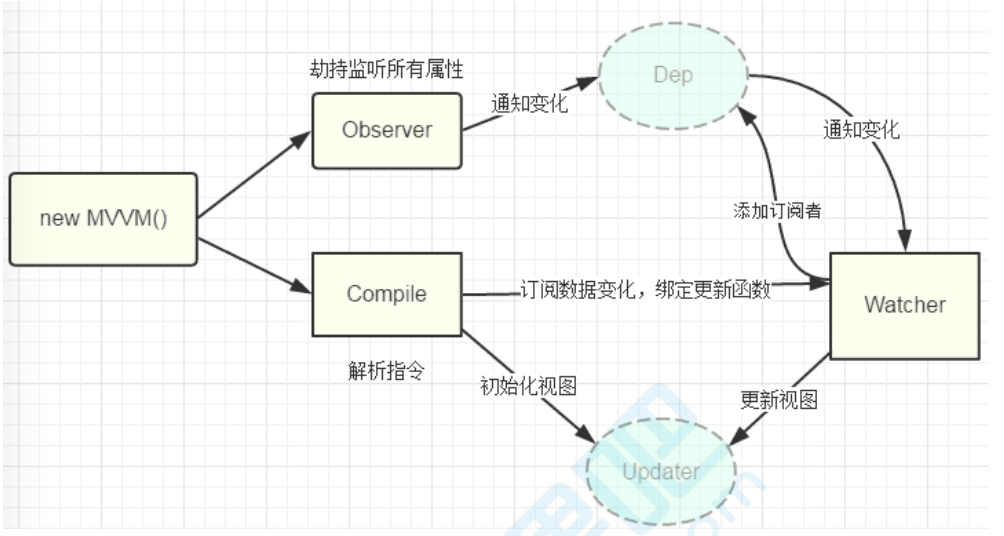 劫持监听所有属性
Observer
通知变化
Dep
通知变化
new MVVM()
添加订阅者
Compile
订阅数据变化，绑定更新函数
Watcher
解析指令
初始化视图
更新视图
Updater